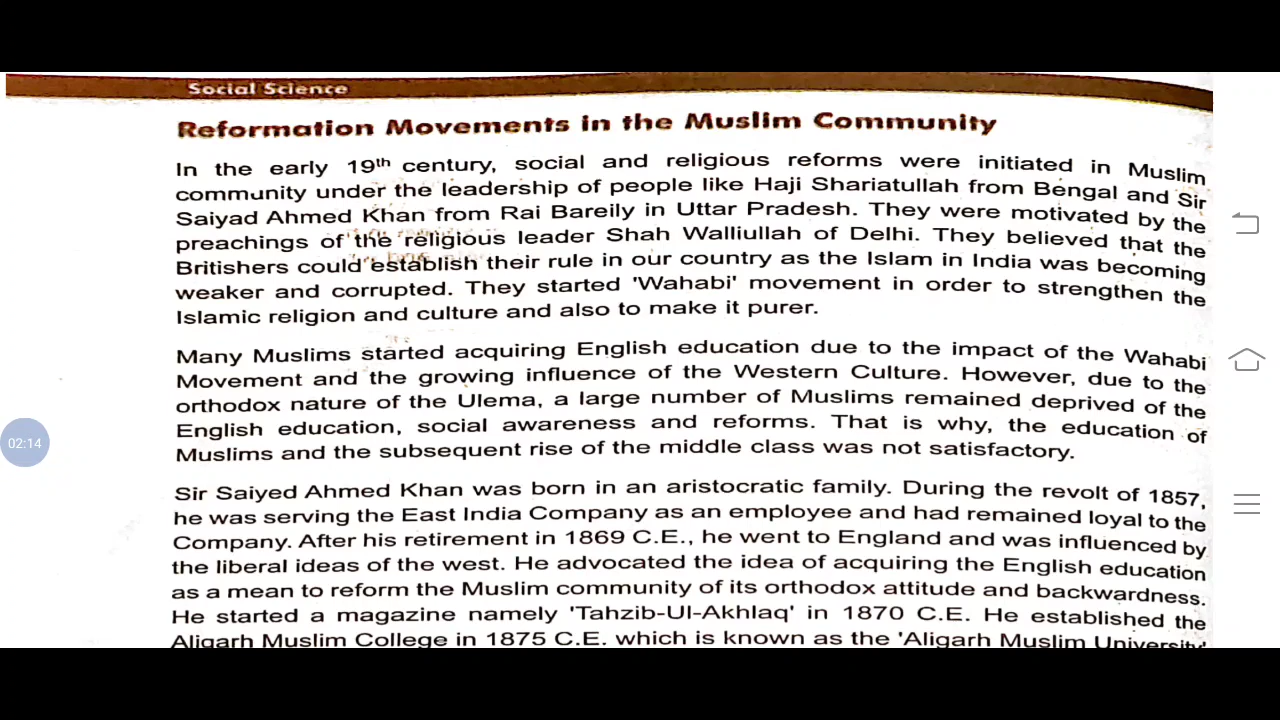 Social Science
Reformation Movements in the Muslim Community
In the early 19th century, social and religious reforms were initiated in Muslim
community under the leadership of people like Haji Shariatullah from Bengal and Sir
Saiyad Ahmed Khan from Rai Bareily in Uttar Pradesh. They were motivated by the
preachings of the religious leader Shah Walliullah of Delhi. They believed that the
Britishers could establish their rule in our country as the Islam in India was becoming
weaker and corrupted. They started 'Wahabi' movement in order to strengthen the
Islamic religion and culture and also to make it purer.
Many Muslims started acquiring English education due to the impact of the Wahabi
Movement and the growing influence of the Western Culture. However, due to the
orthodox nature of the Ulema, a large number of Muslims remained deprived of the
English education, social awareness and reforms. That is why, the education of
Muslims and the subsequent rise of the middle class was not satisfactory.
02:14
Sir Saiyed Ahmed Khan was born in an aristocratic family. During the revolt of 1857,
he was serving the East India Company as an employee and had remained loyal to the
Company. After his retirement in 1869 C.E., he went to England and was influenced by
the liberal ideas of the west. He advocated the idea of acquiring the English education
as a mean to reform the Muslim community of its orthodox attitude and backwardness.
He started a magazine namely 'Tahzib-Ul-Akhlaq' in 1870 C.E. He established the
Aligarh Muslim College in 1875 C.E. which is known as the 'Aligarh Muslim University'